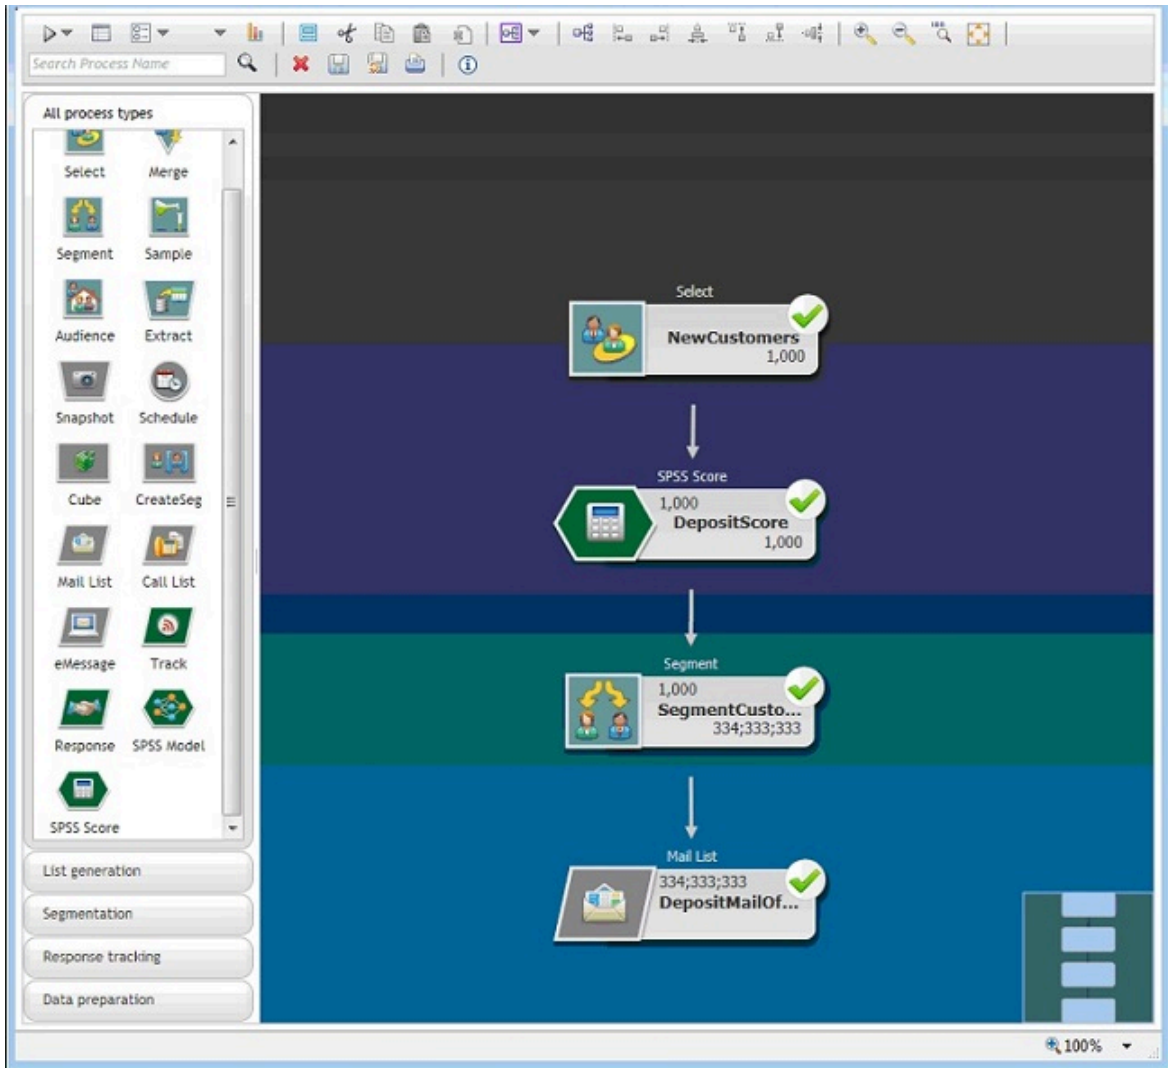 Search Process Name
All process types
Select Merge
Segment Sample
Audience Extract
Snapshot Schedule
Cube CreateSeg
Mail List Call List
eMessage Track
Response SPSS Model
SPSS Score
List generation
Segmentation
Response tracking
Data preparation
Select
NewCustomers
1,000
SPSS Score
1,000
DepositScore
1,000
Segment
1,000
SegmentCusto...
334;333;333
Mail List
334;333;333
DepositMailOf...
100%